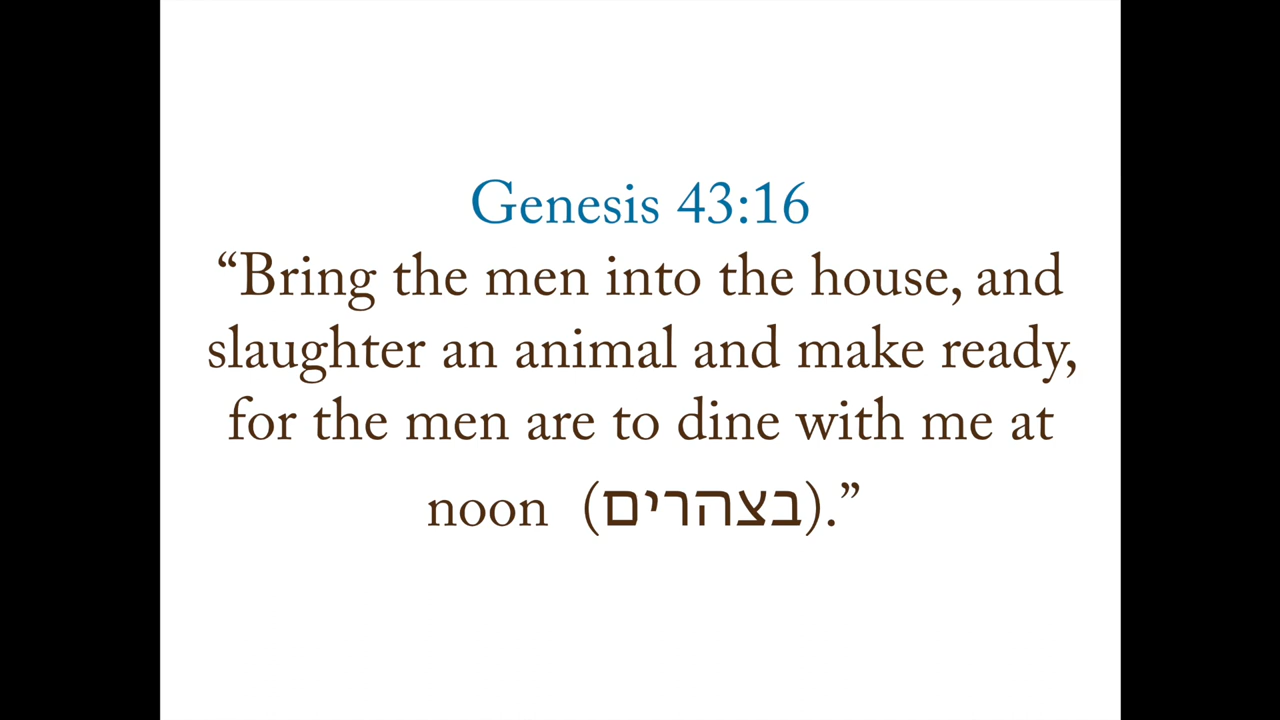 Genesis 43:16
“Bring the men into the house, and
slaughter an animal and make ready,
for the men are to dine with me at
noon (בצהרים).”